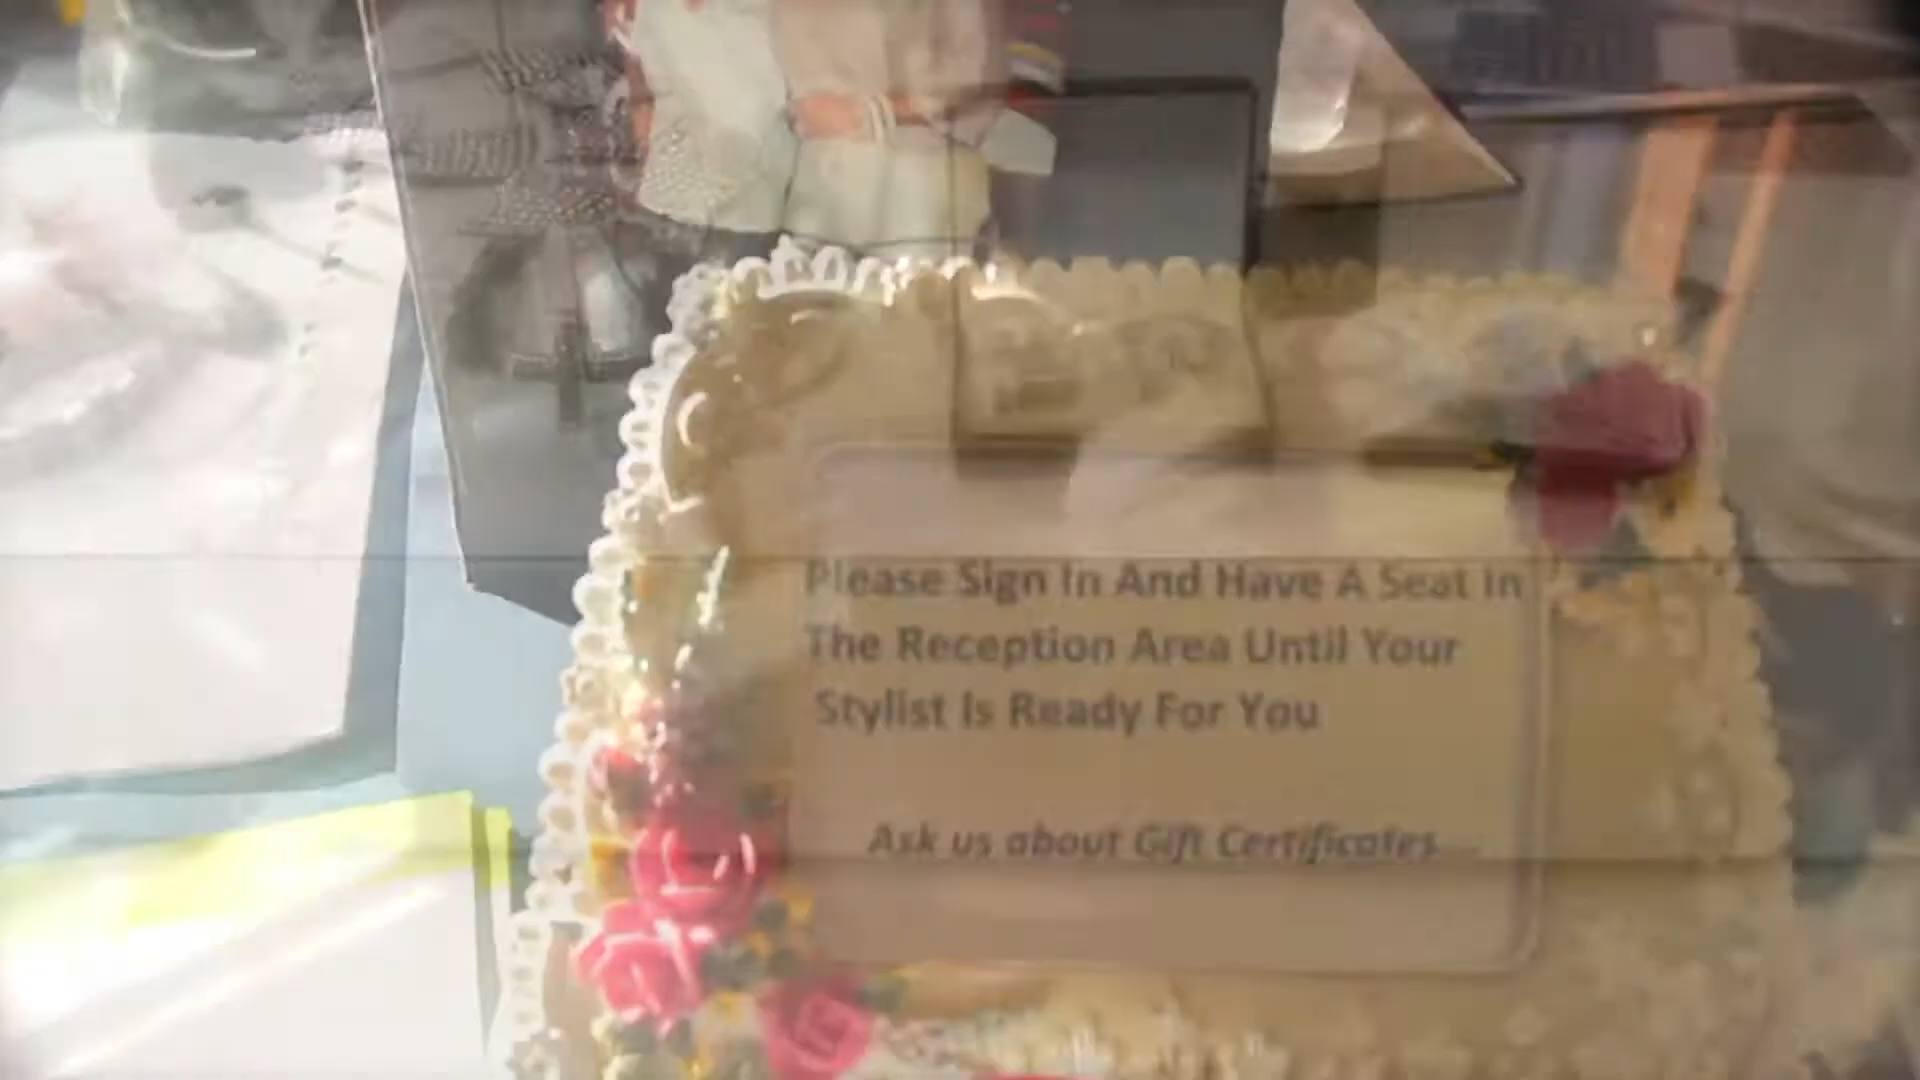 Please Sign In And Have A Seat In
The Reception Area Until Your
Stylist Is Ready For You
Ask us about Gift Certificates